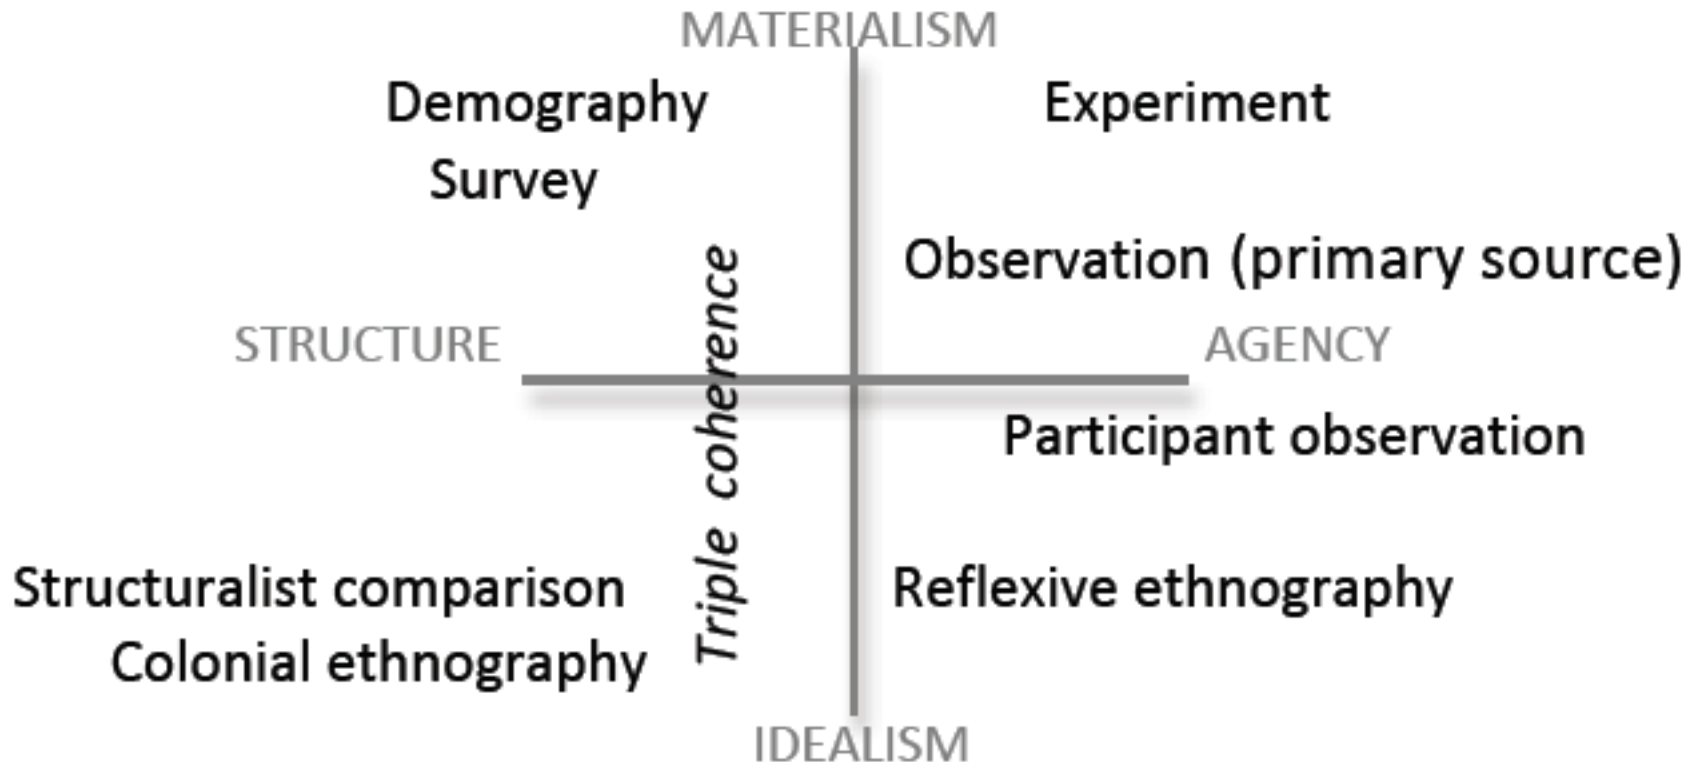 MATERIALISM
Demography
Experiment
Survey
Observation (primary source)
STRUCTURE
AGENCY
Triple coherence
Participant observation
Structuralist comparison
Reflexive ethnography
Colonial ethnography
IDEALISM